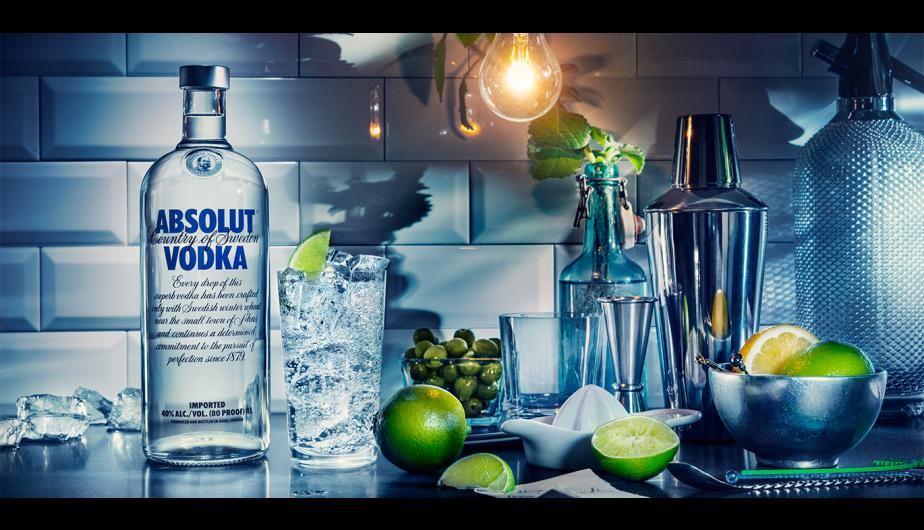 ABSOLUT
Country of Sweden
VODKA
Every drop of this
superb vodka has been crafted
only with Swedish winter wheat
near the small town of Åhus
and continues a determined
commitment to the pursuit of
perfection since 1879.
IMPORTED
40% ALC./VOL. (80 PROOF) 1L